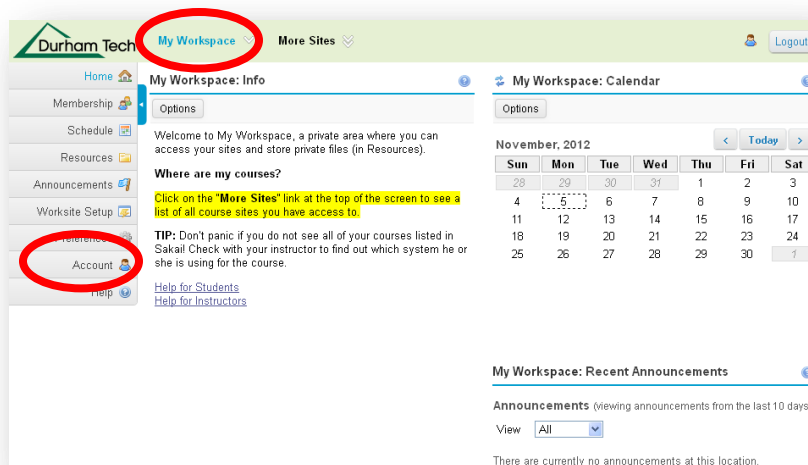 Durham Tech
My Workspace
More Sites
Logout
Home
Membership
Schedule
Resources
Announcements
Worksite Setup
Preferences
Account
Help
My Workspace: Info
Options
Welcome to My Workspace, a private area where you can
access your sites and store private files (in Resources).
Where are my courses?
Click on the "More Sites" link at the top of the screen to see a
list of all course sites you have access to.
TIP: Don't panic if you do not see all of your courses listed in
Sakai! Check with your instructor to find out which system he or
she is using for the course.
Help for Students
Help for Instructors
My Workspace: Calendar
Options
November, 2012
< Today >
Sun Mon Tue Wed Thu Fri Sat
28 29 30 31 1 2 3
4 5 6 7 8 9 10
11 12 13 14 15 16 17
18 19 20 21 22 23 24
25 26 27 28 29 30 1
My Workspace: Recent Announcements
Announcements (viewing announcements from the last 10 days
View All
There are currently no announcements at this location.